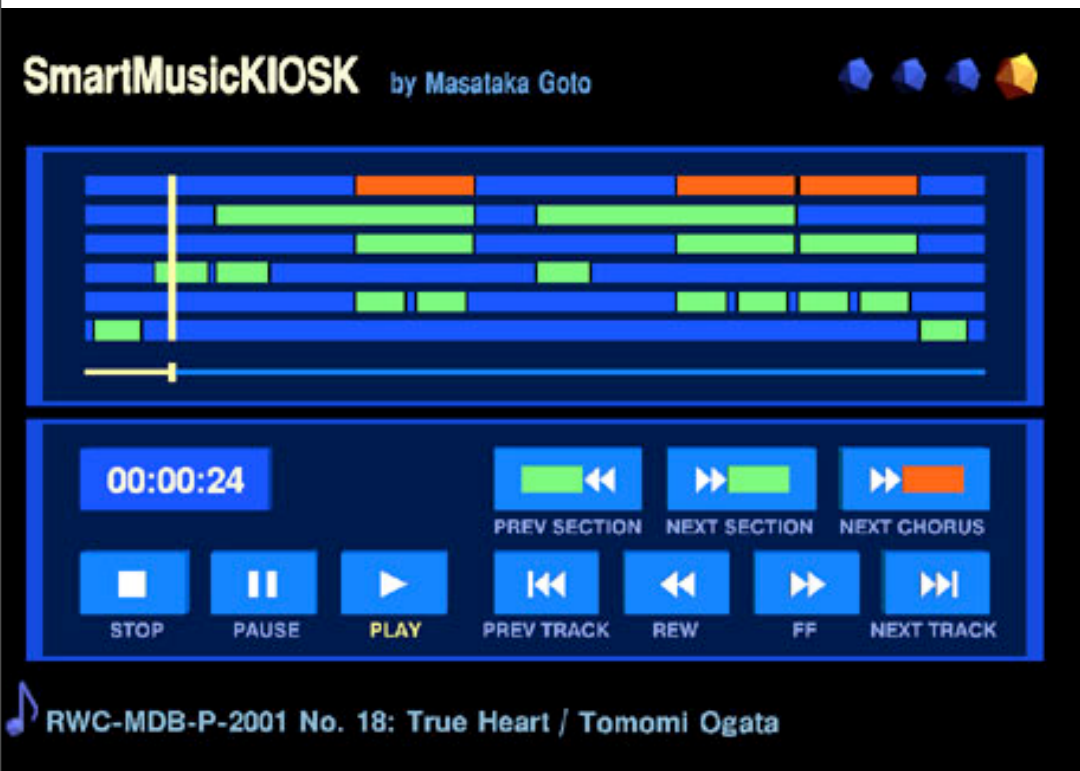 SmartMusicKIOSK by Masataka Goto
00:00:24
PREV SECTION NEXT SECTION NEXT CHORUS
STOP PAUSE PLAY PREV TRACK REW FF NEXT TRACK
RWC-MDB-P-2001 No. 18: True Heart / Tomomi Ogata